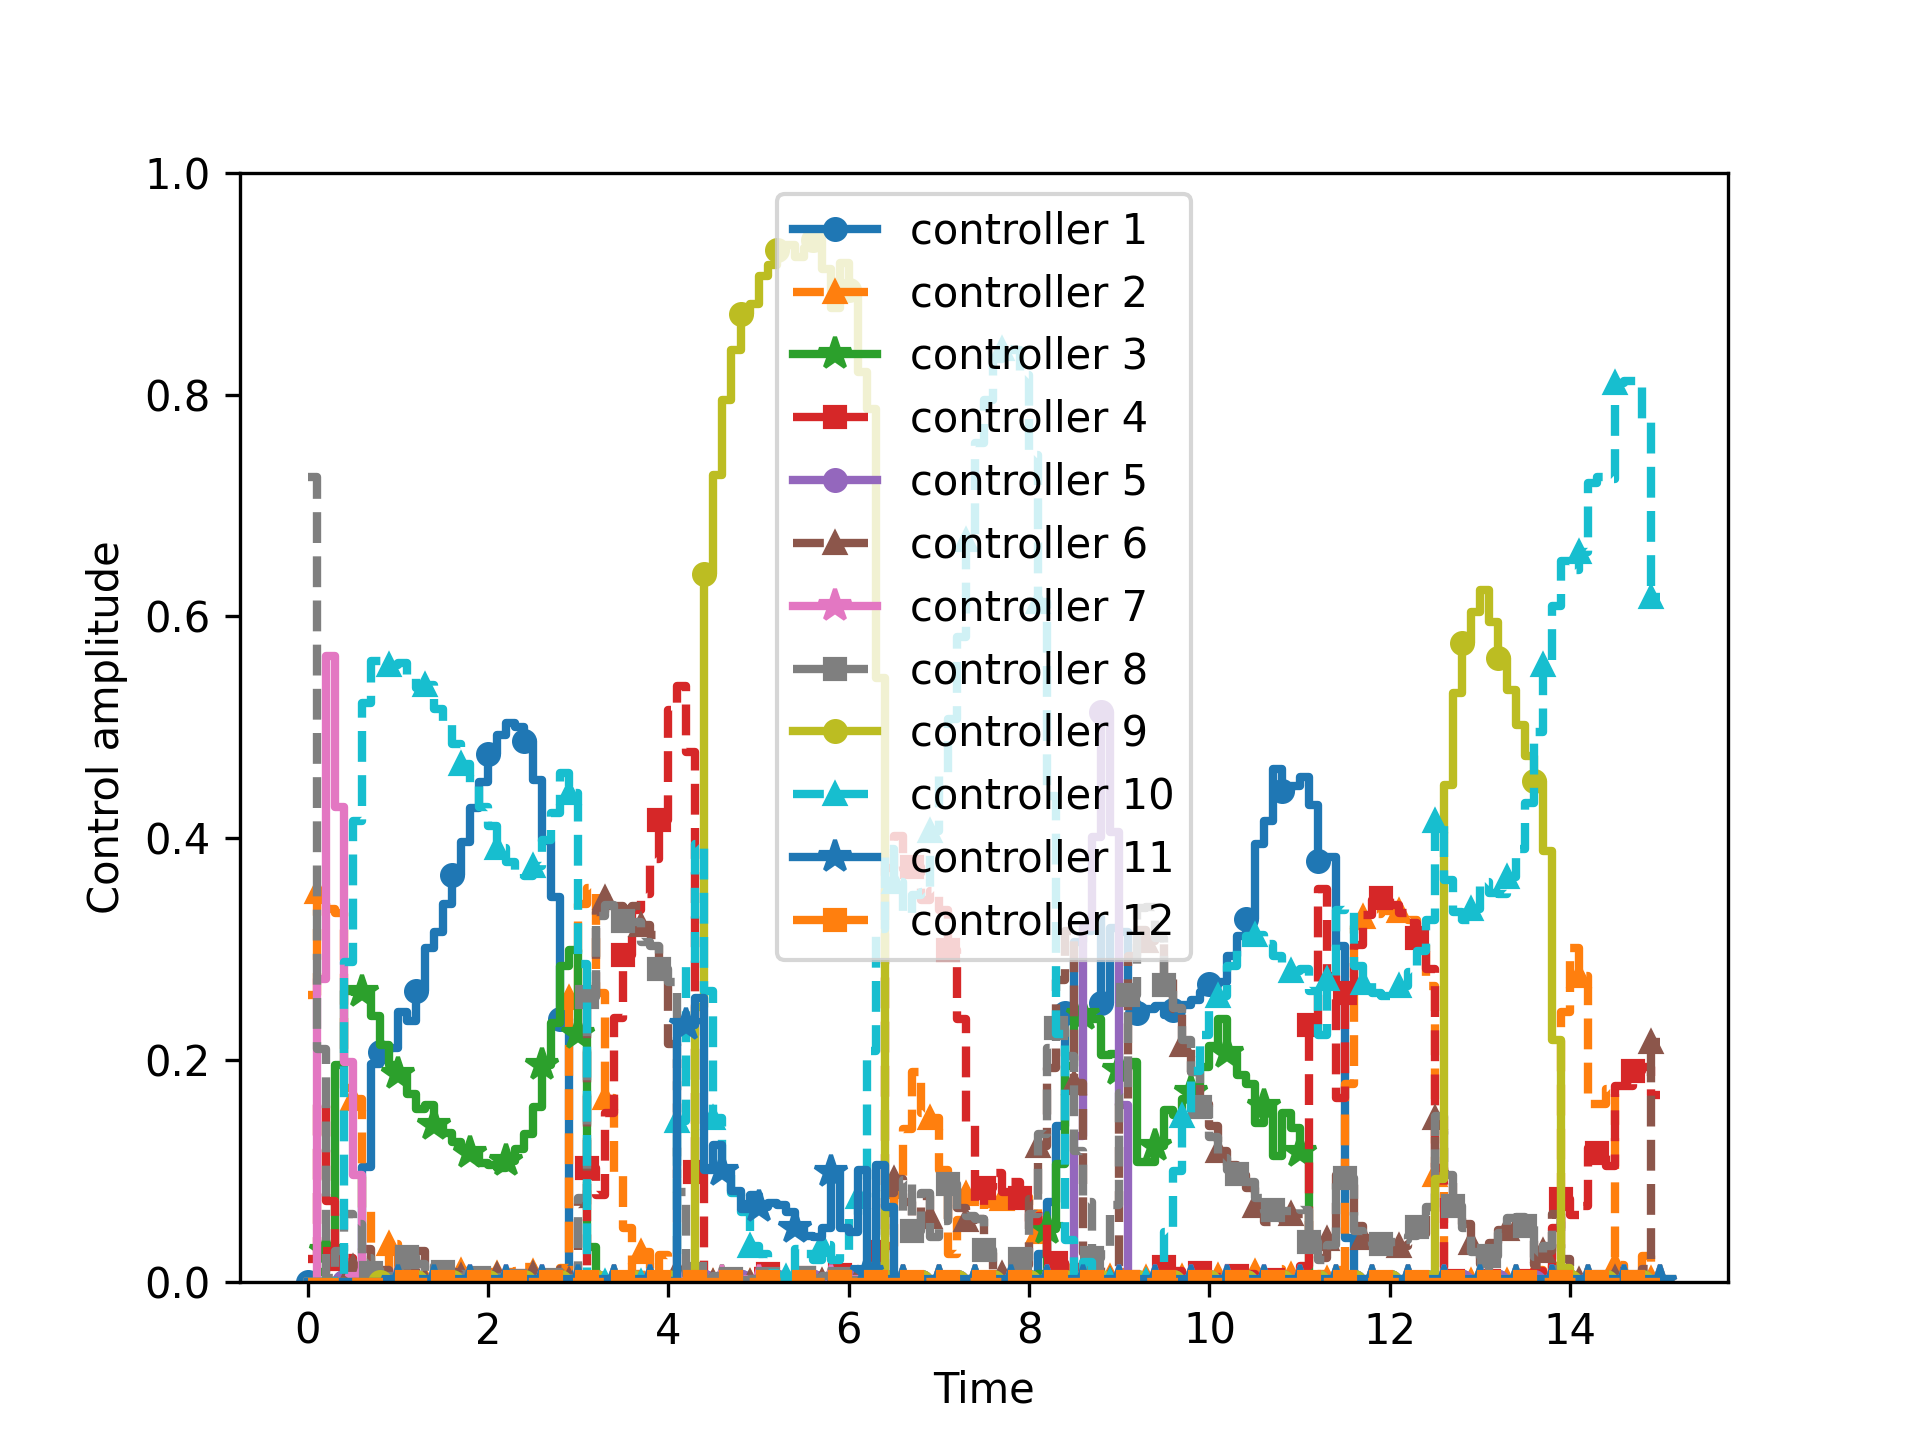 1.0
0.8
0.6
0.4
0.2
0.0
Control amplitude
controller 1
controller 2
controller 3
controller 4
controller 5
controller 6
controller 7
controller 8
controller 9
controller 10
controller 11
controller 12
0 2 4 6 8 10 12 14
Time